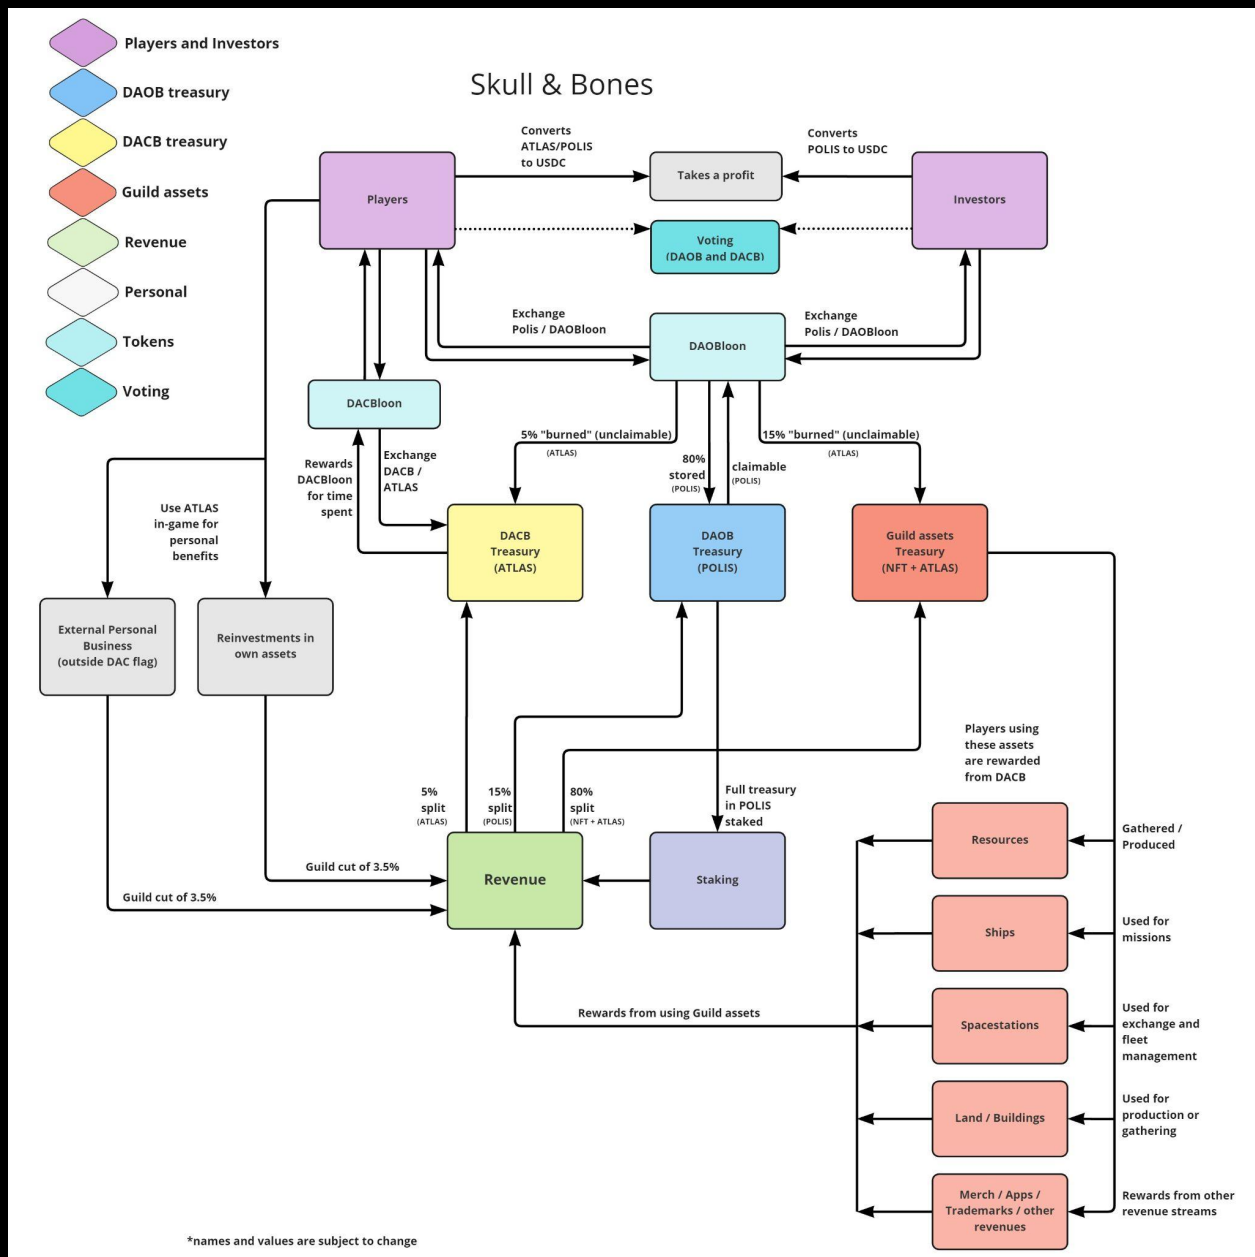 Players and Investors
DAOB treasury
DACB treasury
Guild assets
Revenue
Personal
Tokens
Voting
Skull & Bones
Converts
ATLAS/POLIS
to USDC
Converts
POLIS to USDC
Players
Takes a profit
Investors
Voting
(DAOB and DACB)
Exchange
Polis / DAOBloon
Exchange
Polis / DAOBloon
DAOBloon
DACBloon
5% "burned" (unclaimable)
(ATLAS)
15% "burned" (unclaimable)
(ATLAS)
80%
stored
(POLIS)
claimable
(POLIS)
Rewards
DACBloon
for time
spent
Exchange
DACB /
ATLAS
Use ATLAS
in-game for
personal
benefits
DACB
Treasury
(ATLAS)
DAOB
Treasury
(POLIS)
Guild assets
Treasury
(NFT + ATLAS)
External Personal
Business
(outside DAC flag)
Reinvestments in
own assets
Players using
these assets
are rewarded
from DACB
5%
split
(ATLAS)
15%
split
(POLIS)
80%
split
(NFT + ATLAS)
Full treasury
in POLIS
staked
Revenue
Staking
Guild cut of 3.5%
Guild cut of 3.5%
Resources
Gathered /
Produced
Ships
Used for
missions
Rewards from using Guild assets
Spacestations
Used for
exchange and
fleet
management
Land / Buildings
Used for
production or
gathering
Merch / Apps /
Trademarks / other
revenues
Rewards from other
revenue streams
*names and values are subject to change